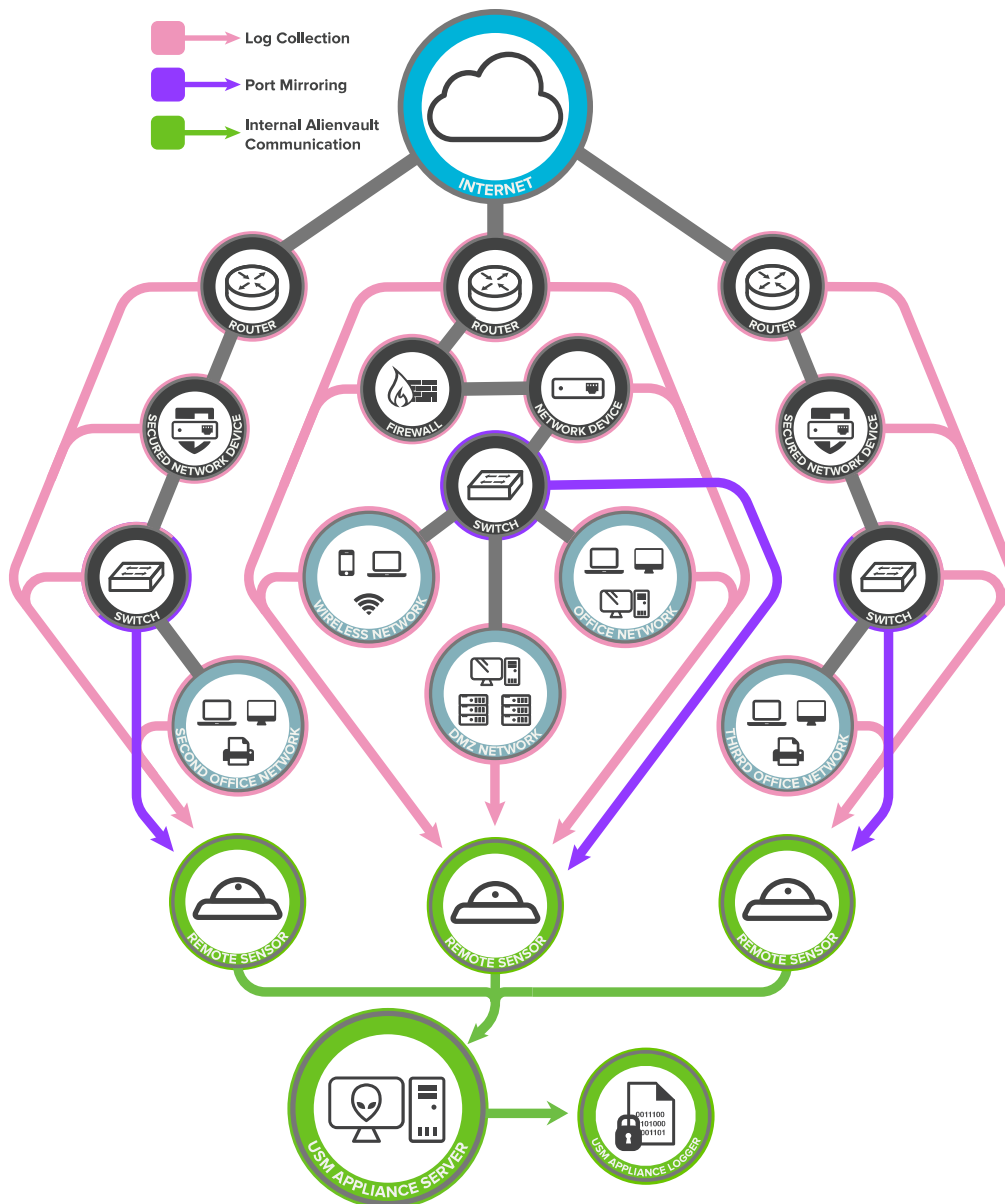 Log Collection
Port Mirroring
Internal Alienvault
Communication
INTERNET
ROUTER
ROUTER
ROUTER
FIREWALL
NETWORK DEVICE
SECURED NETWORK DEVICE
SECURED NETWORK DEVICE
SWITCH
SWITCH
SWITCH
WIRELESS NETWORK
OFFICE NETWORK
DMZ NETWORK
SECOND OFFICE NETWORK
THIRRD OFFICE NETWORK
REMOTE SENSOR
REMOTE SENSOR
REMOTE SENSOR
USM APPLIANCE SERVER
0011100
101000
001101
USM APPLIANCE LOGGER